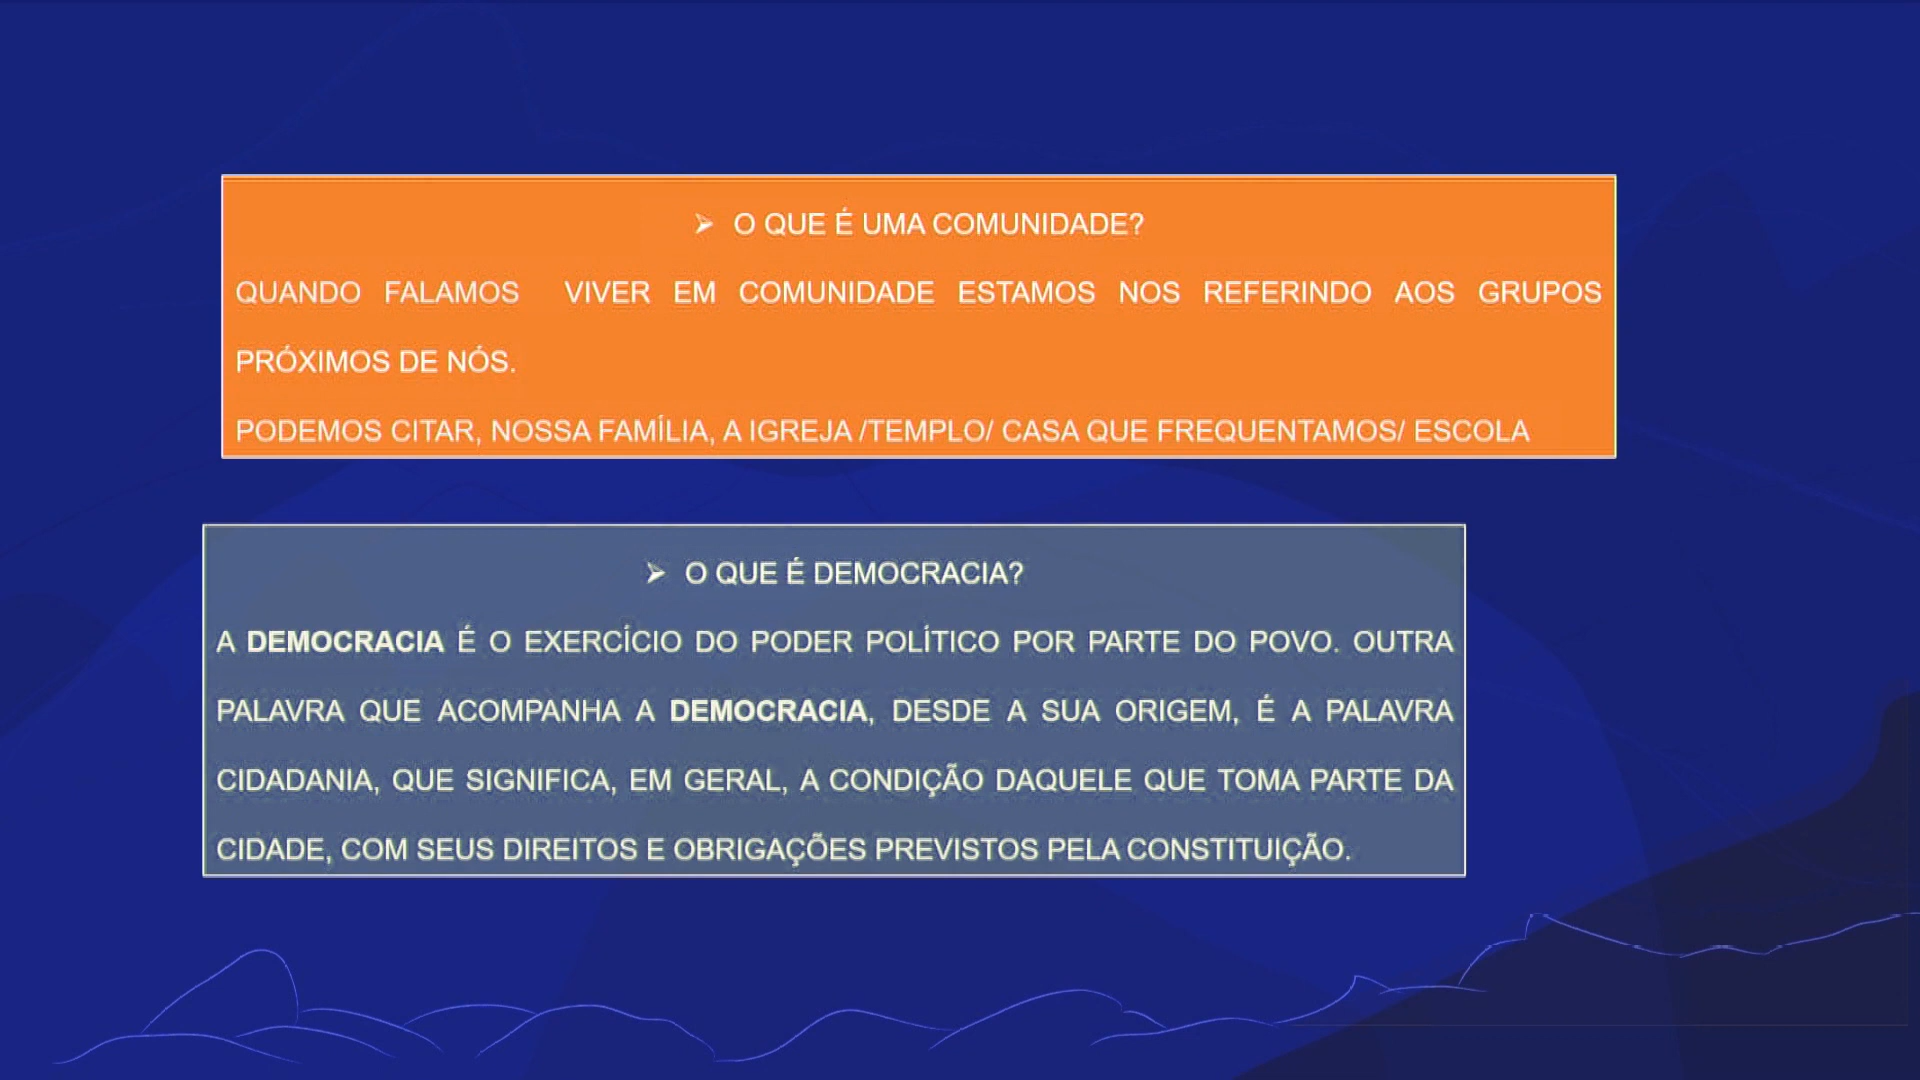 ➢ O QUE É UMA COMUNIDADE?
QUANDO FALAMOS VIVER EM COMUNIDADE ESTAMOS NOS REFERINDO AOS GRUPOS
PRÓXIMOS DE NÓS.
PODEMOS CITAR, NOSSA FAMÍLIA, A IGREJA /TEMPLO/ CASA QUE FREQUENTAMOS/ ESCOLA
➢ O QUE É DEMOCRACIA?
A DEMOCRACIA É O EXERCÍCIO DO PODER POLÍTICO POR PARTE DO POVO. OUTRA
PALAVRA QUE ACOMPANHA A DEMOCRACIA, DESDE A SUA ORIGEM, É A PALAVRA
CIDADANIA, QUE SIGNIFICA, EM GERAL, A CONDIÇÃO DAQUELE QUE TOMA PARTE DA
CIDADE, COM SEUS DIREITOS E OBRIGAÇÕES PREVISTOS PELA CONSTITUIÇÃO.